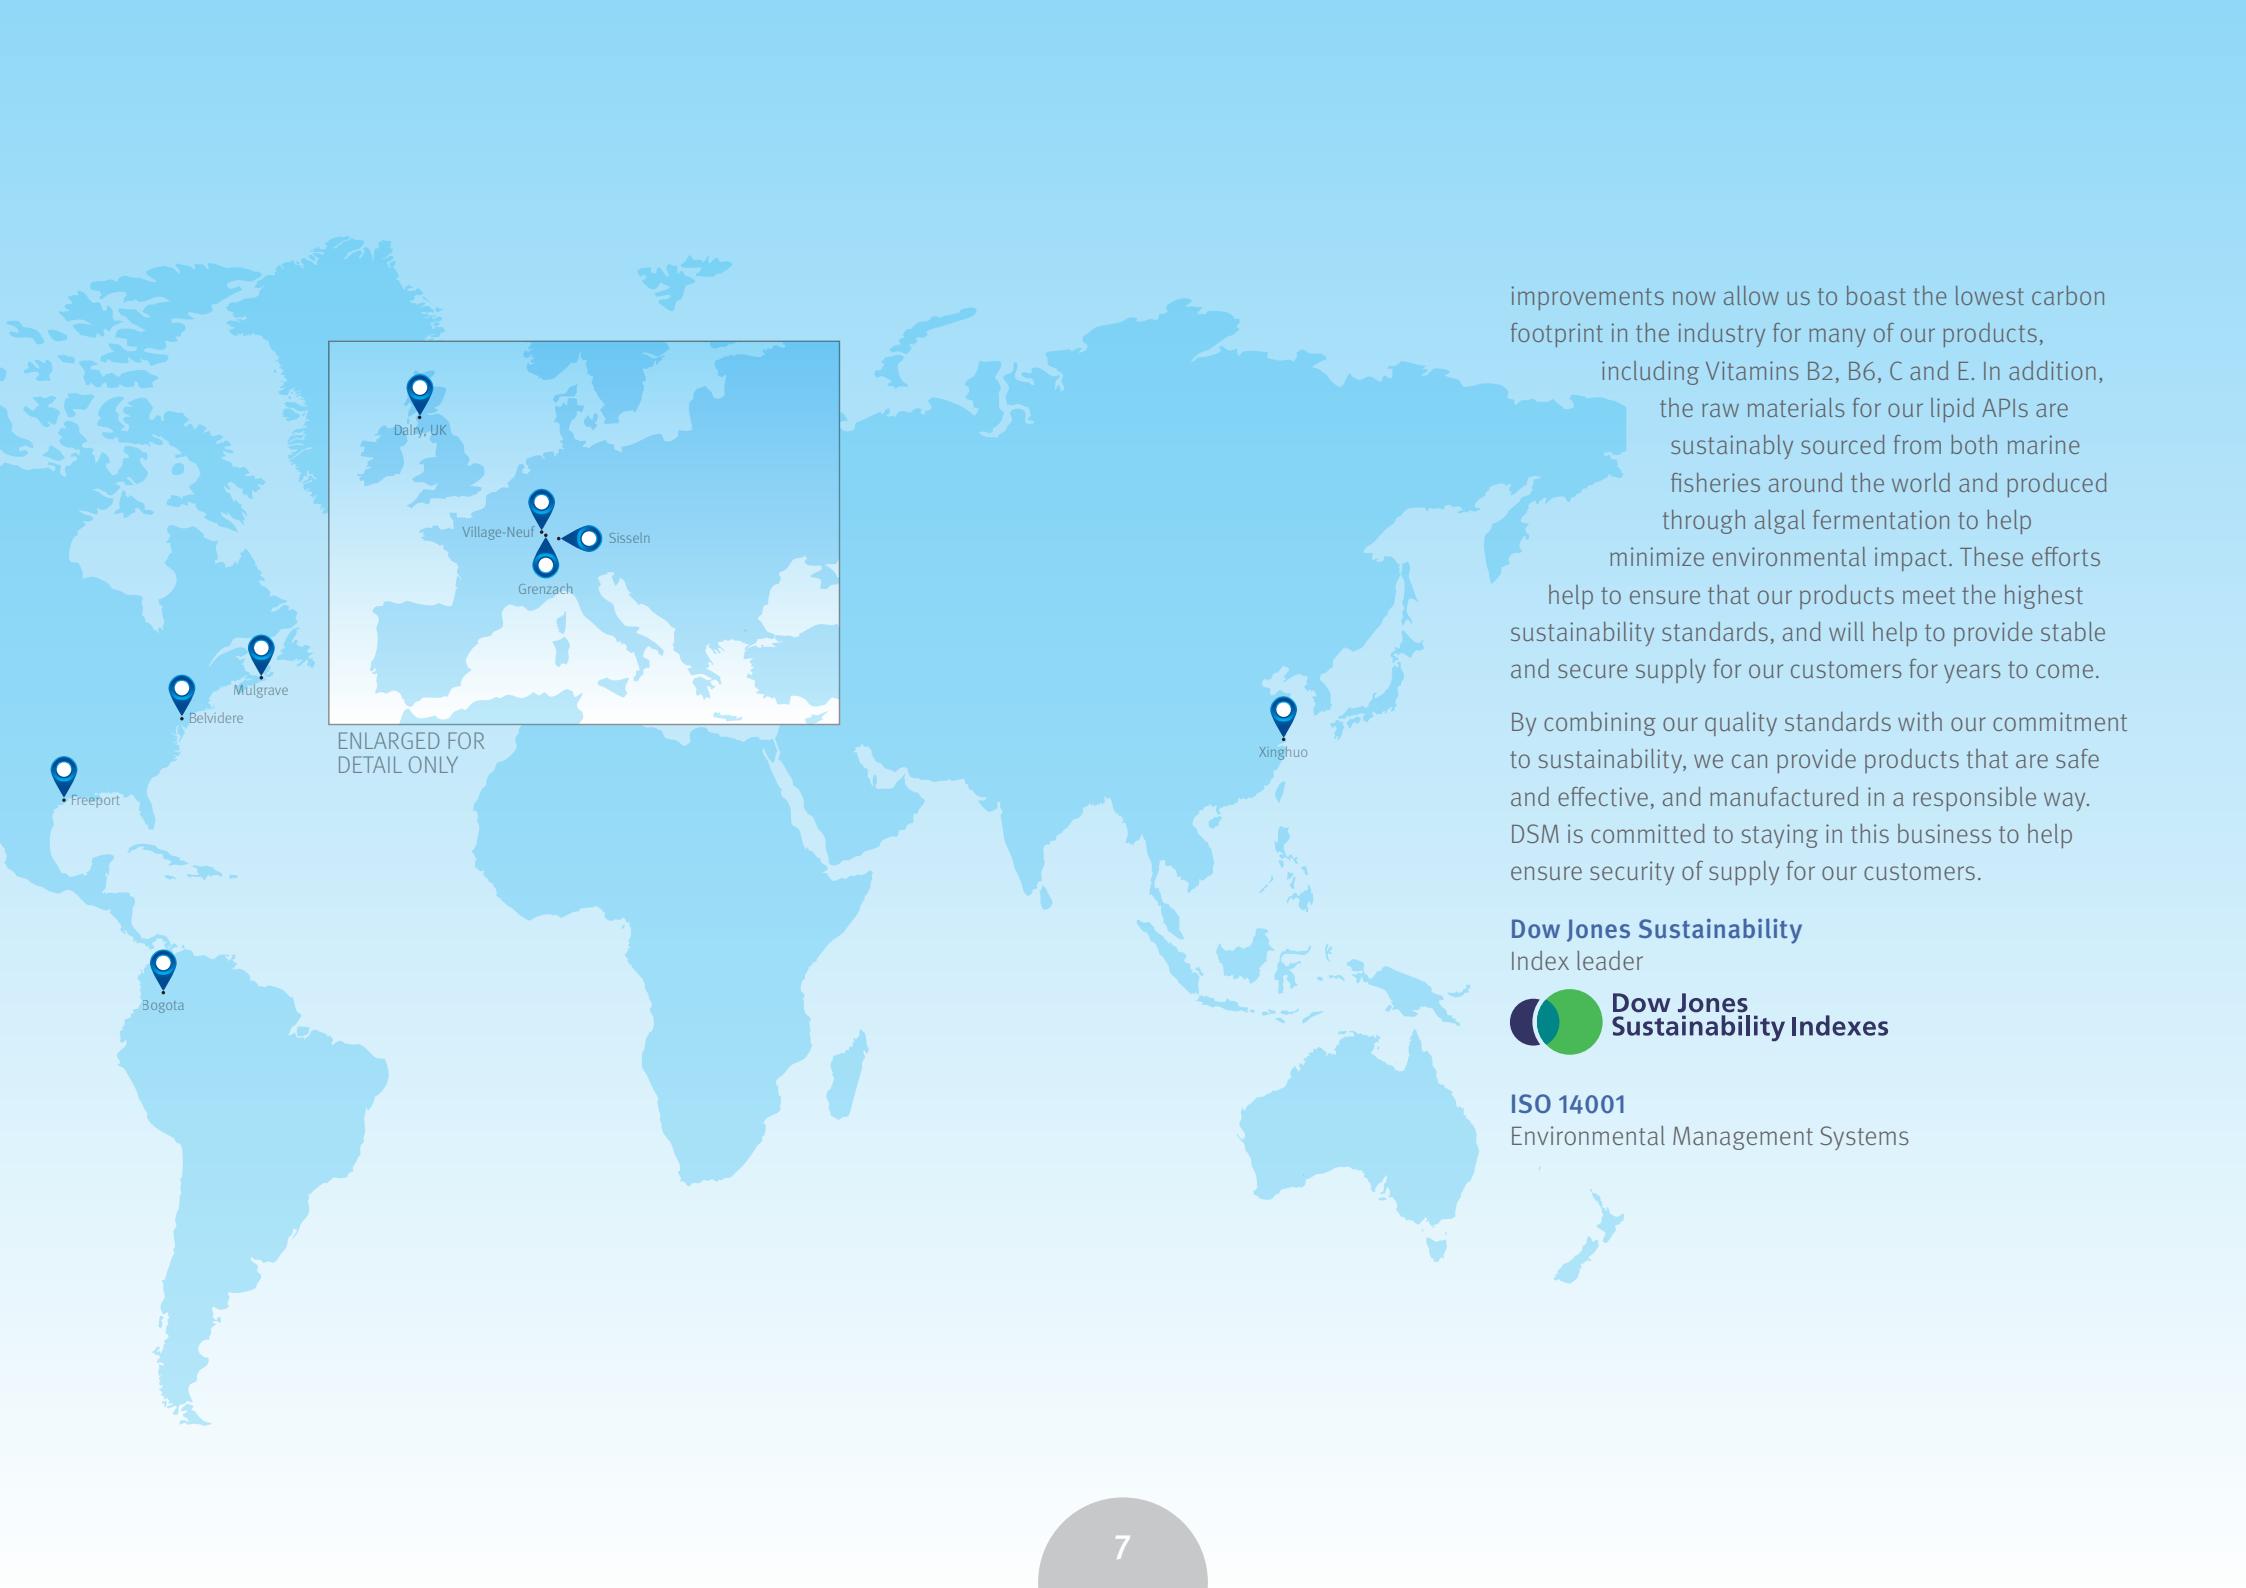 Dalry, UK
Village-Neuf
Sisseln
Grenzach
Mulgrave
Belvidere
Freeport
Bogota
Xinghuo
ENLARGED FOR
DETAIL ONLY
improvements now allow us to boast the lowest carbon
footprint in the industry for many of our products,
including Vitamins B2, B6, C and E. In addition,
the raw materials for our lipid APIs are
sustainably sourced from both marine
fisheries around the world and produced
through algal fermentation to help
minimize environmental impact. These efforts
help to ensure that our products meet the highest
sustainability standards, and will help to provide stable
and secure supply for our customers for years to come.
By combining our quality standards with our commitment
to sustainability, we can provide products that are safe
and effective, and manufactured in a responsible way.
DSM is committed to staying in this business to help
ensure security of supply for our customers.
Dow Jones Sustainability
Index leader
Dow Jones
Sustainability Indexes
ISO 14001
Environmental Management Systems
7